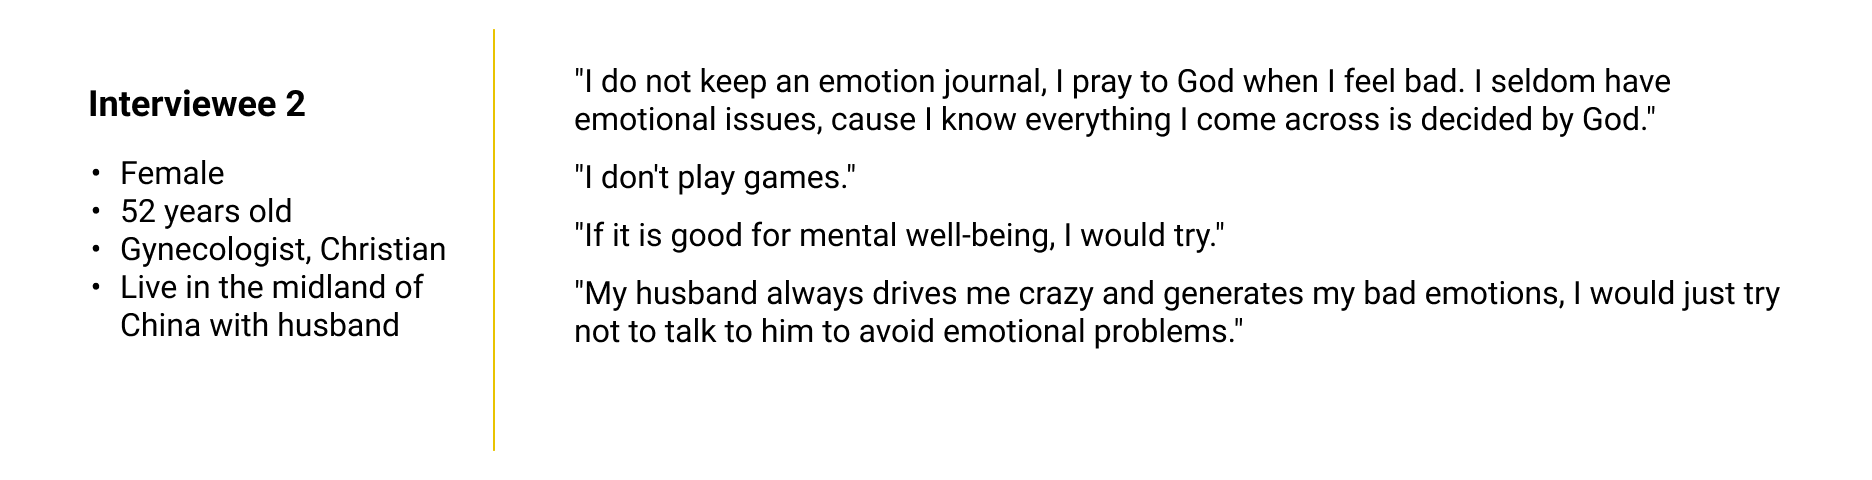 Interviewee 2
• Female
• 52 years old
• Gynecologist, Christian
• Live in the midland of
China with husband
"I do not keep an emotion journal, I pray to God when I feel bad. I seldom have
emotional issues, cause I know everything I come across is decided by God."
"I don't play games."
"If it is good for mental well-being, I would try."
"My husband always drives me crazy and generates my bad emotions, I would just try
not to talk to him to avoid emotional problems."